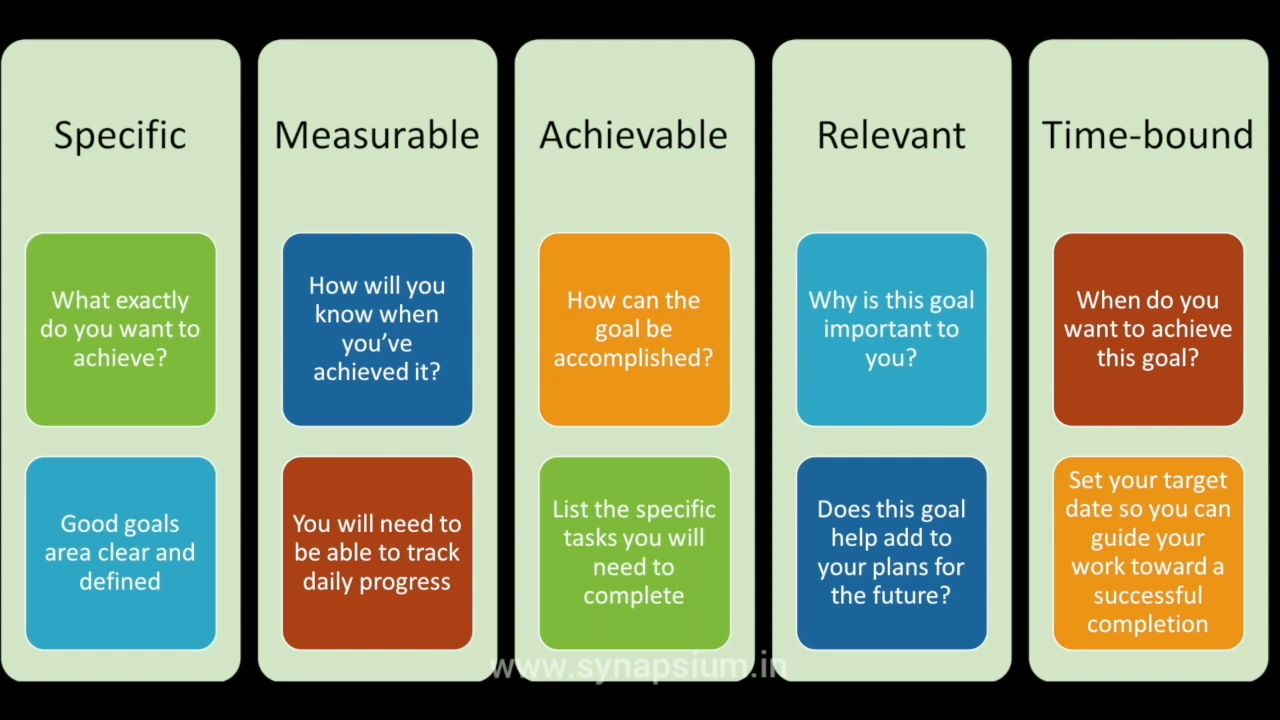 Specific
What exactly
do you want to
achieve?
Good goals
area clear and
defined
Measurable
How will you
know when
you’ve
achieved it?
You will need to
be able to track
daily progress
Achievable
How can the
goal be
accomplished?
List the specific
tasks you will
need to
complete
Relevant
Why is this goal
important to
you?
Does this goal
help add to
your plans for
the future?
Time-bound
When do you
want to achieve
this goal?
Set your target
date so you can
guide your
work toward a
successful
completion
www.synapsium.in